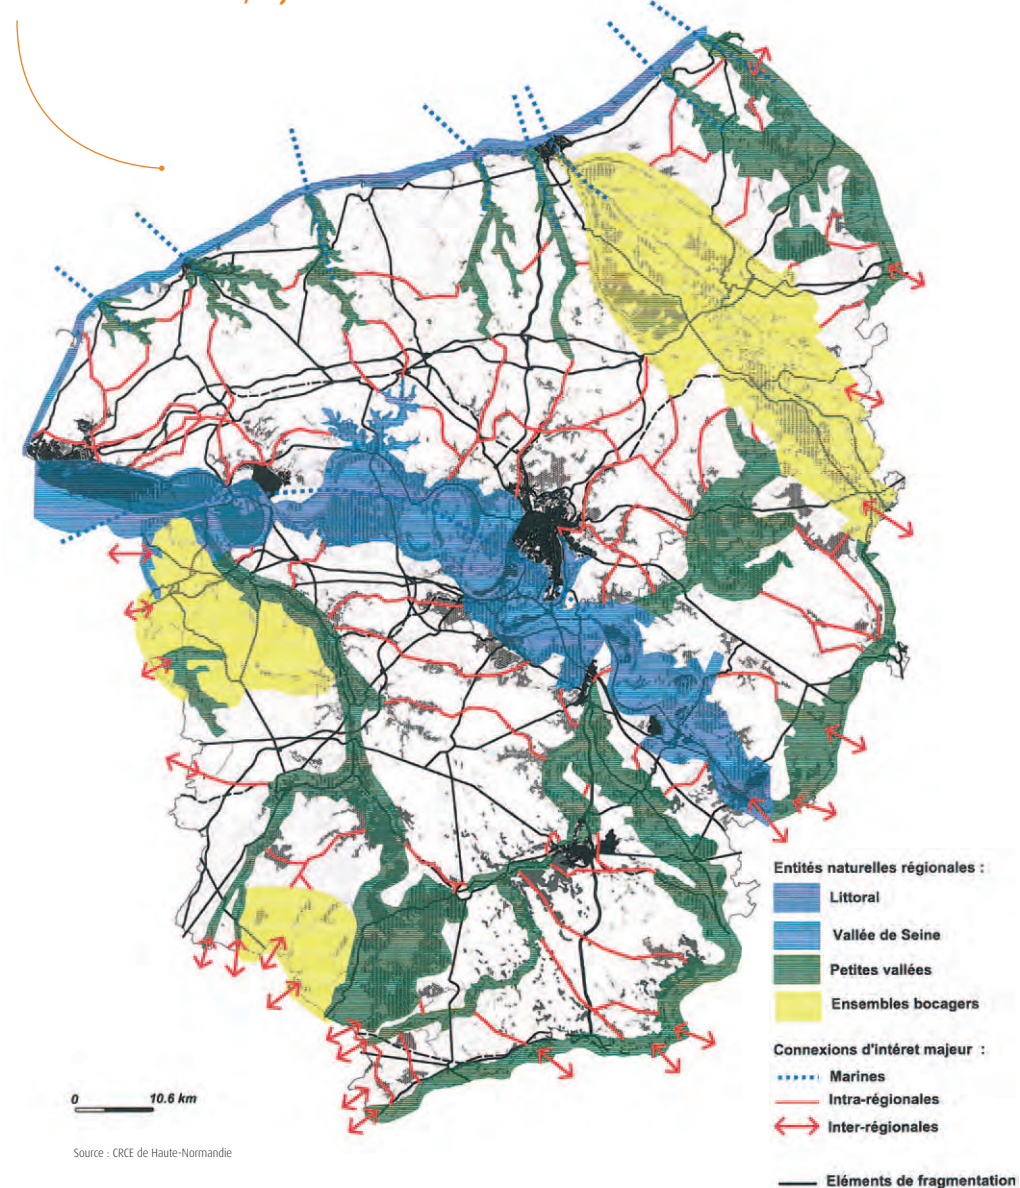 0 10.6 km
Source : CRCE de Haute-Normandie
Entités naturelles régionales :
Littoral
Vallée de Seine
Petites vallées
Ensembles bocagers
Connexions d'intéret majeur :
Marines
Intra-régionales
Inter-régionales
Eléments de fragmentation